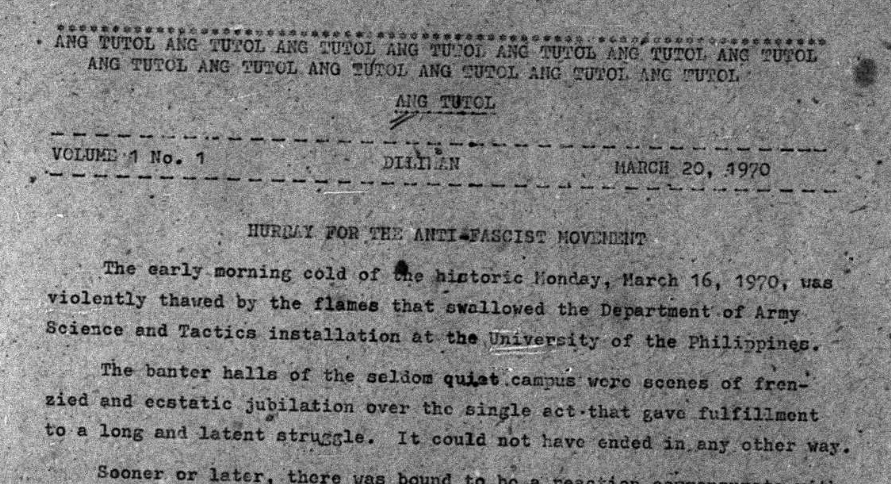 ANG TUTOL ANG TUTOL ANG TUTOL ANG TUTOL ANG TUTOL ANG TUTOL ANG TUTOL
ANG TUTOL ANG TUTOL ANG TUTOL ANG TUTOL ANG TUTOL ANG TUTOL
ANG TUTOL
VOLUME 1 No. 1 DILIMAN MARCH 20, 1970
HURRAY FOR THE ANTI-FASCIST MOVEMENT
The early morning cold of the historic Monday, March 16, 1970, was
violently thawed by the flames that swallowed the Department of Army
Science and Tactics installation at the University of the Philippines.
The banter halls of the seldom quiet campus were scenes of fren-
zied and ecstatic jubilation over the single act that gave fulfillment
to a long and latent struggle. It could not have ended in any other way.
Sooner or later, there was bound to be a reaction